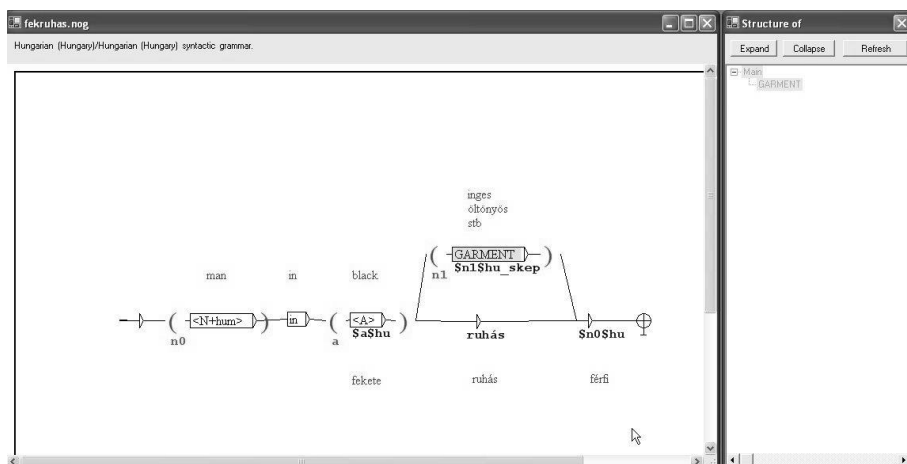 fekruhas.nog
Structure of
Hungarian (Hungary)/Hungarian (Hungary) syntactic grammar.
Expand Collapse Refresh
Main
GARMENT
inges
öltönyös
stb
man in black
( GARMENT )
n1 $n1$hu_skep
( <N+hum> ) in ( <A> )
n0 a $a$hu ruhás $n0$hu
fekete ruhás férfi